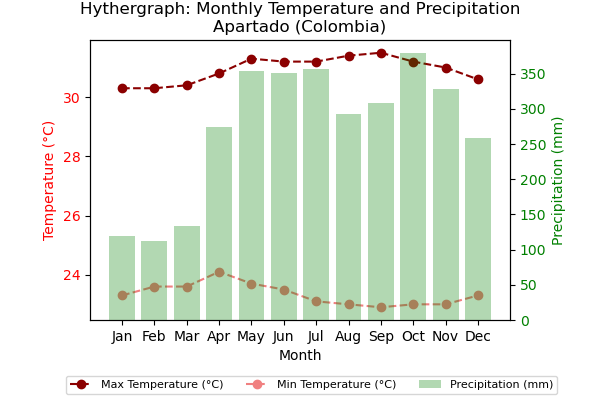 Hythergraph: Monthly Temperature and Precipitation
Apartado (Colombia)
Temperature (°C)
30
28
26
24
350
300
250
200
150
100
50
0
Precipitation (mm)
Jan Feb Mar Apr May Jun Jul Aug Sep Oct Nov Dec
Month
Max Temperature (°C) Min Temperature (°C) Precipitation (mm)